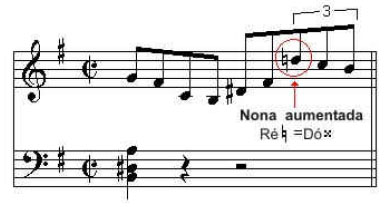 3
Nona aumentada
Ré♮ =Dó𝄪